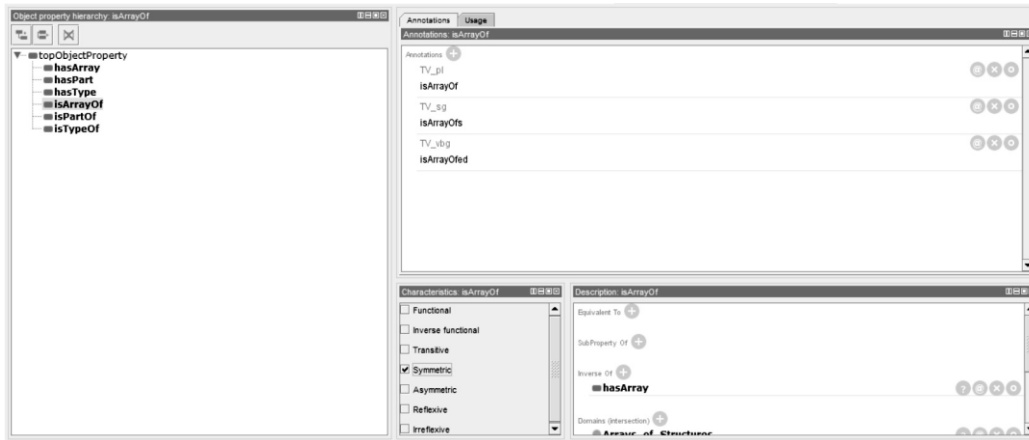 Object property hierarchy: isArrayOf
topObjectProperty
hasArray
hasPart
hasType
isArrayOf
isPartOf
isTypeOf
Annotations Usage
Annotations: isArrayOf
Annotations
TV_pl
isArrayOf
TV_sg
isArrayOfs
TV_vbg
isArrayOfed
Characteristics: isArrayOf
Functional
Inverse functional
Transitive
Symmetric
Asymmetric
Reflexive
Irreflexive
Description: isArrayOf
Equivalent To
SubProperty Of
Inverse Of
hasArray
Domains (intersection)
Arrays_of_Structures